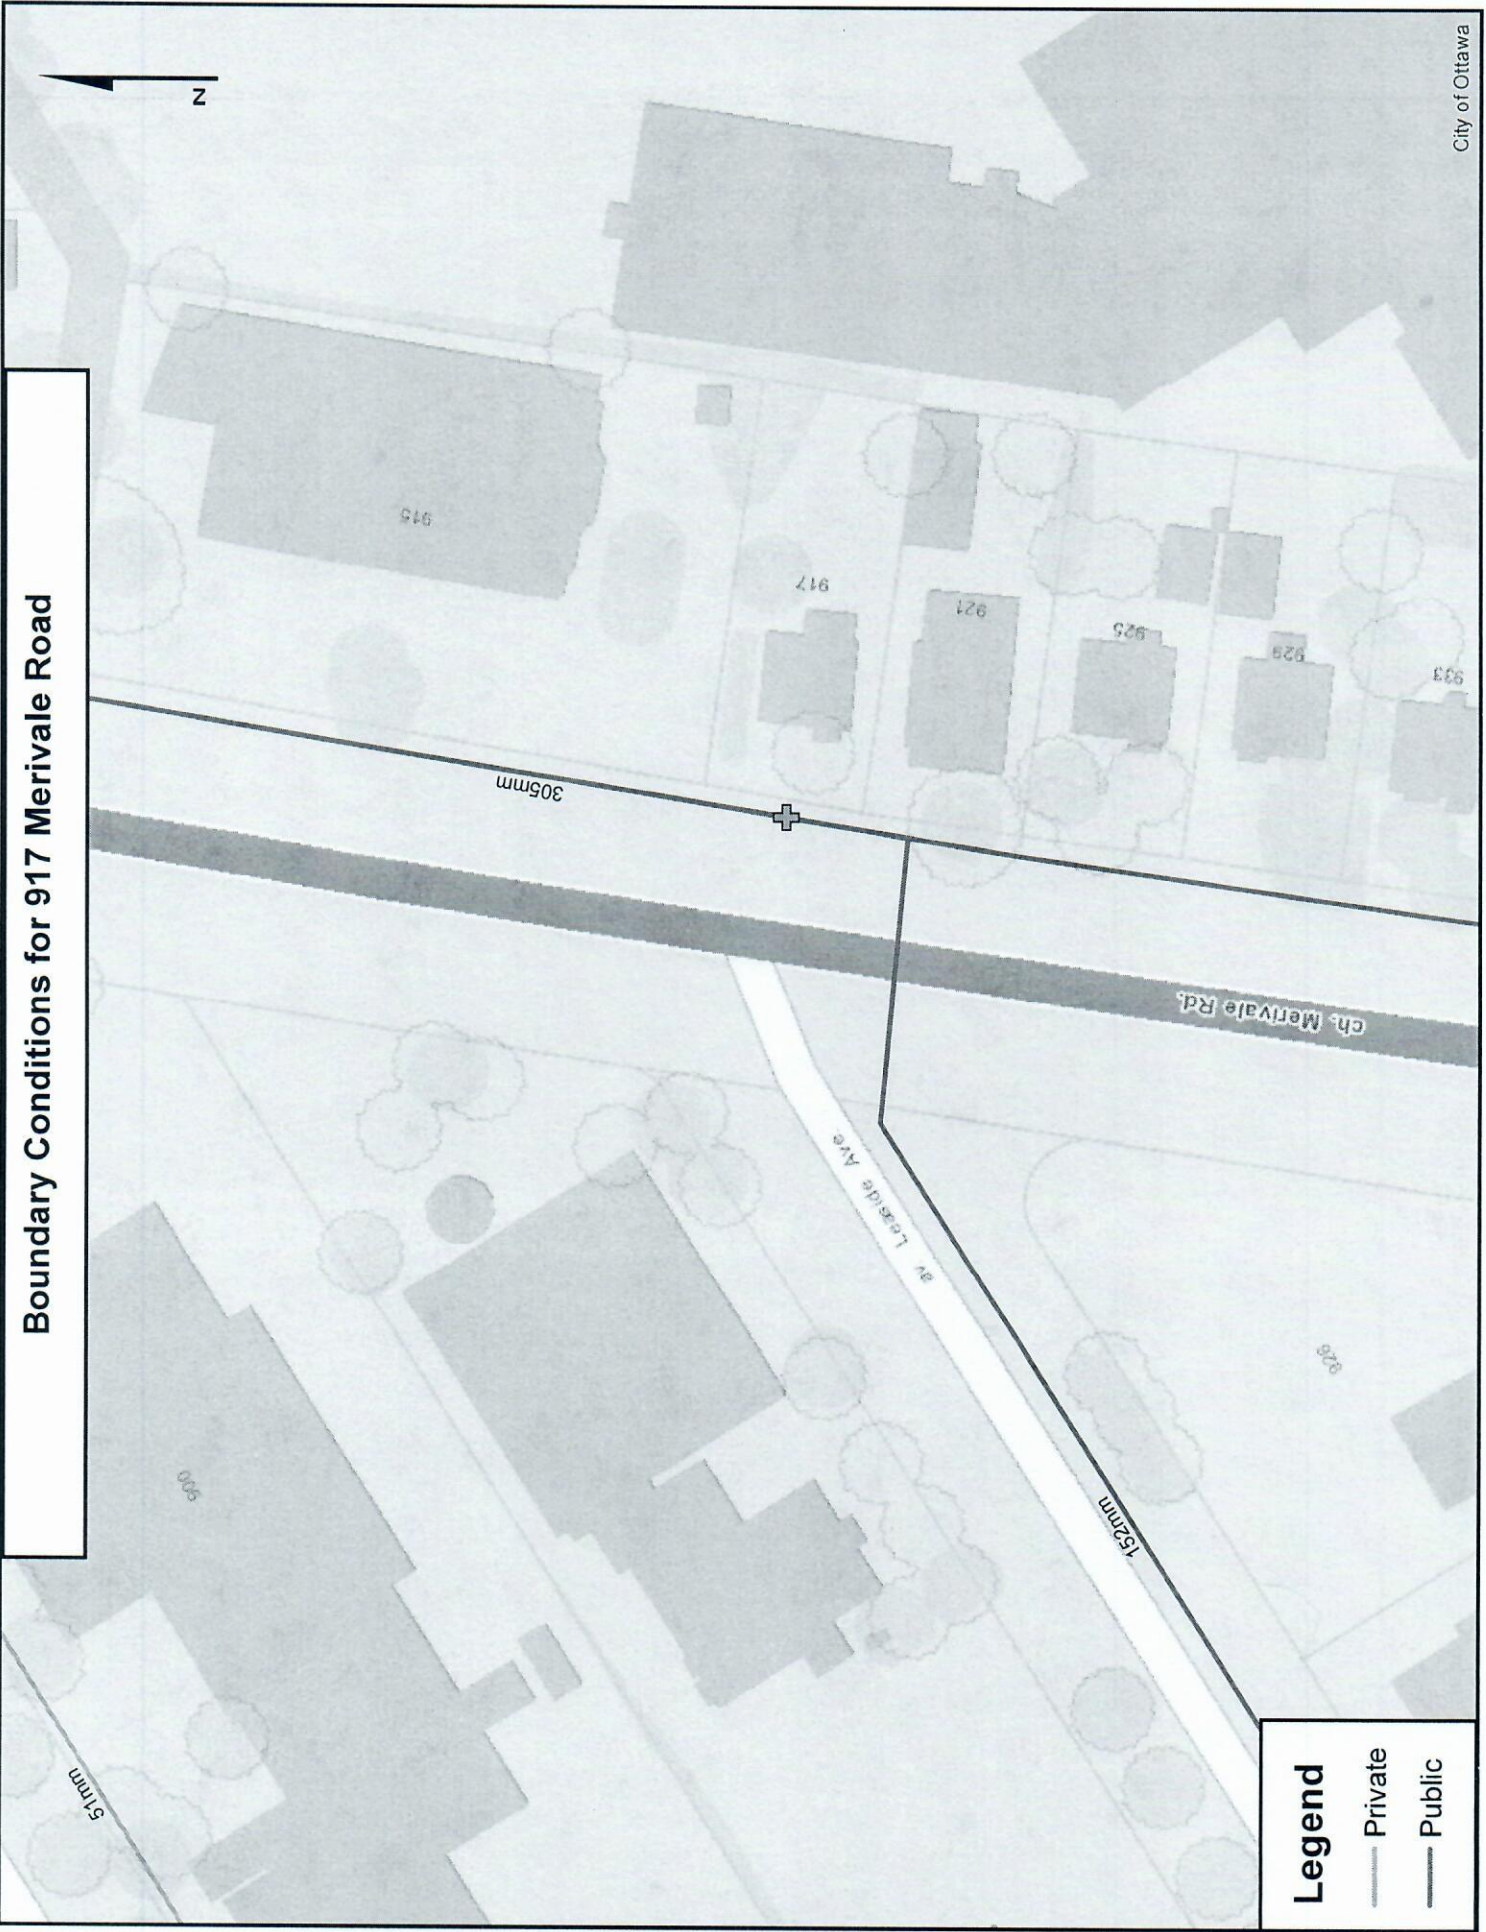 Boundary Conditions for 917 Merivale Road
N
City of Ottawa
915
917
921
925
929
933
305mm
ch. Merivale Rd.
av Leaside Ave.
926
900
152mm
51mm
Legend
Private
Public